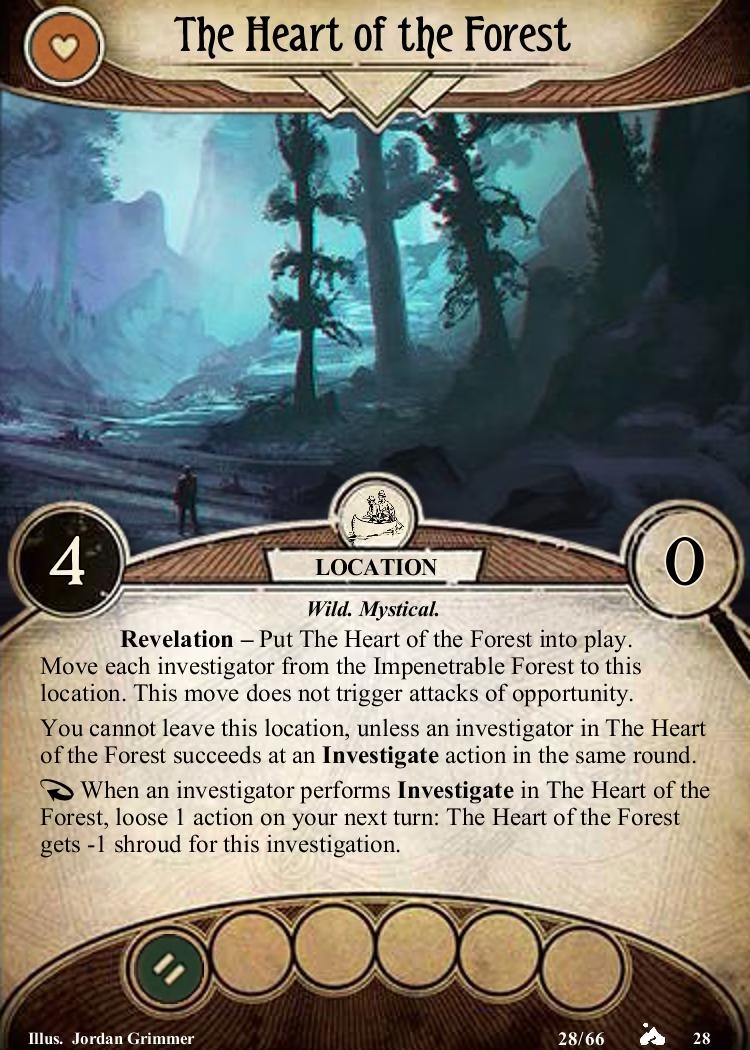 The Heart of the Forest
4
LOCATION
0
Wild. Mystical.
Revelation – Put The Heart of the Forest into play.
Move each investigator from the Impenetrable Forest to this
location. This move does not trigger attacks of opportunity.
You cannot leave this location, unless an investigator in The Heart
of the Forest succeeds at an Investigate action in the same round.
When an investigator performs Investigate in The Heart of the
Forest, loose 1 action on your next turn: The Heart of the Forest
gets -1 shroud for this investigation.
Illus. Jordan Grimmer
28/66
28